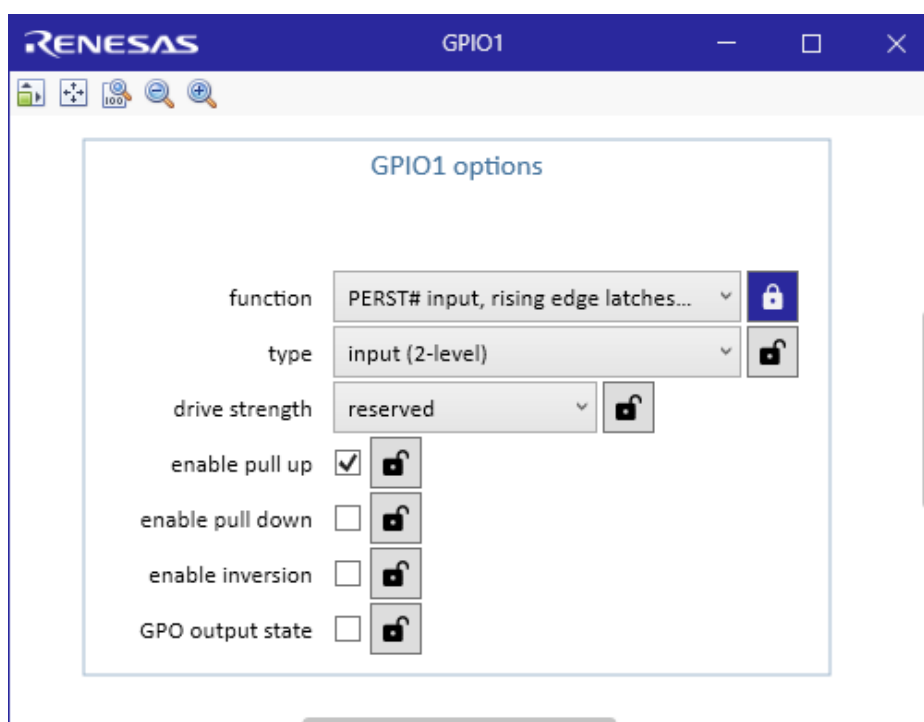 RENESAS GPIO1
100
GPIO1 options
function PERST# input, rising edge latches...
type input (2-level)
drive strength reserved
enable pull up
enable pull down
enable inversion
GPO output state